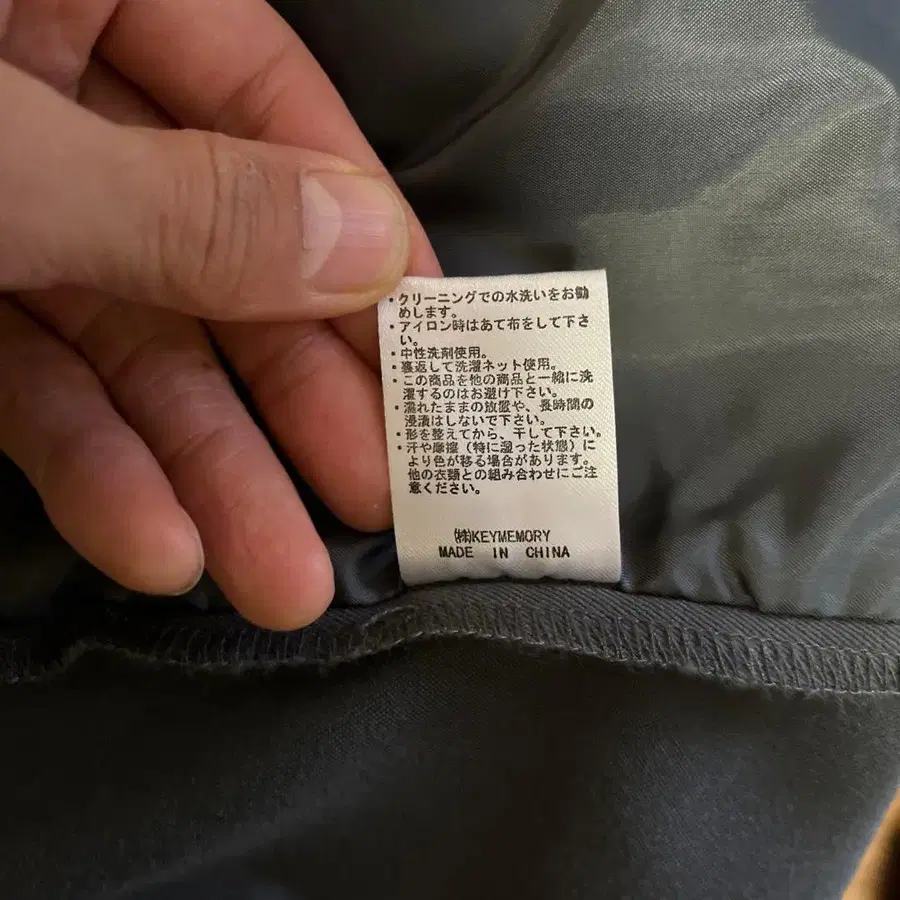 ・クリーニングでの水洗いをお勧
めします。
・アイロン時はあて布をして下さ
い。
・中性洗剤使用。
・裏返して洗濯ネット使用。
・この商品を他の商品と一緒に洗
濯するのはお避け下さい。
・濡れたままの放置や、長時間の
浸漬はしないで下さい。
・形を整えてから、干して下さい。
・汗や摩擦（特に湿った状態）に
より色が移る場合があります。
他の衣類との組み合わせにご注
意ください。
㈱KEYMEMORY
MADE IN CHINA